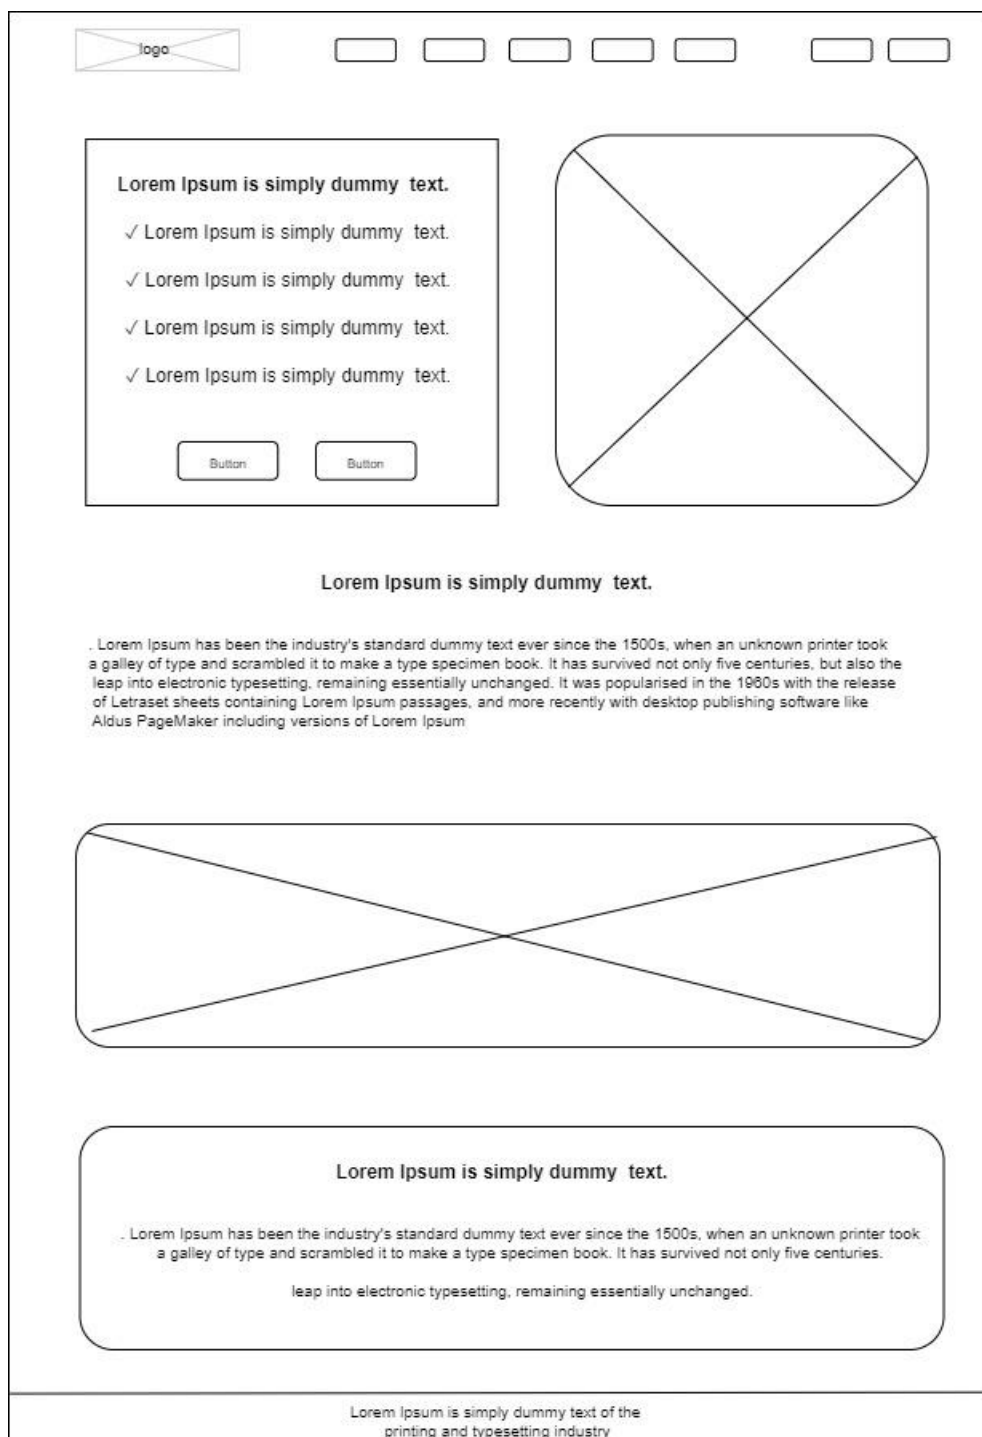 logo
Lorem Ipsum is simply dummy text.
✓ Lorem Ipsum is simply dummy text.
✓ Lorem Ipsum is simply dummy text.
✓ Lorem Ipsum is simply dummy text.
✓ Lorem Ipsum is simply dummy text.
Button Button
Lorem Ipsum is simply dummy text.
. Lorem Ipsum has been the industry's standard dummy text ever since the 1500s, when an unknown printer took
a galley of type and scrambled it to make a type specimen book. It has survived not only five centuries, but also the
leap into electronic typesetting, remaining essentially unchanged. It was popularised in the 1960s with the release
of Letraset sheets containing Lorem Ipsum passages, and more recently with desktop publishing software like
Aldus PageMaker including versions of Lorem Ipsum
Lorem Ipsum is simply dummy text.
. Lorem Ipsum has been the industry's standard dummy text ever since the 1500s, when an unknown printer took
a galley of type and scrambled it to make a type specimen book. It has survived not only five centuries.
leap into electronic typesetting, remaining essentially unchanged.
Lorem Ipsum is simply dummy text of the
printing and typesetting industry